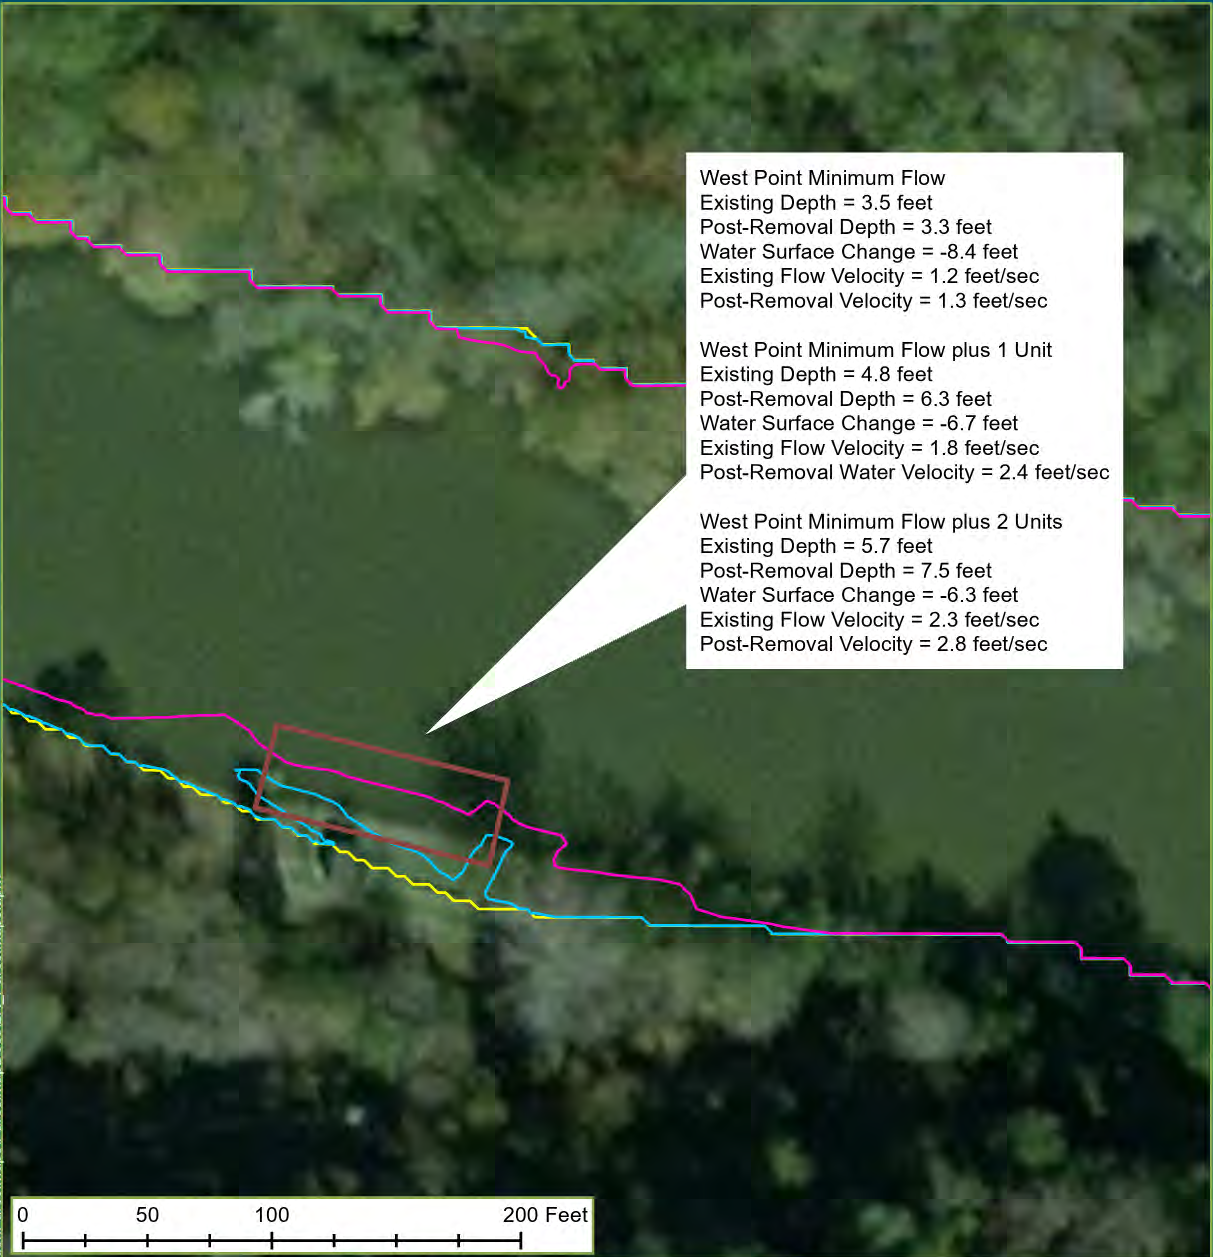 West Point Minimum Flow
Existing Depth = 3.5 feet
Post-Removal Depth = 3.3 feet
Water Surface Change = -8.4 feet
Existing Flow Velocity = 1.2 feet/sec
Post-Removal Velocity = 1.3 feet/sec
West Point Minimum Flow plus 1 Unit
Existing Depth = 4.8 feet
Post-Removal Depth = 6.3 feet
Water Surface Change = -6.7 feet
Existing Flow Velocity = 1.8 feet/sec
Post-Removal Water Velocity = 2.4 feet/sec
West Point Minimum Flow plus 2 Units
Existing Depth = 5.7 feet
Post-Removal Depth = 7.5 feet
Water Surface Change = -6.3 feet
Existing Flow Velocity = 2.3 feet/sec
Post-Removal Velocity = 2.8 feet/sec
0 50 100 200 Feet